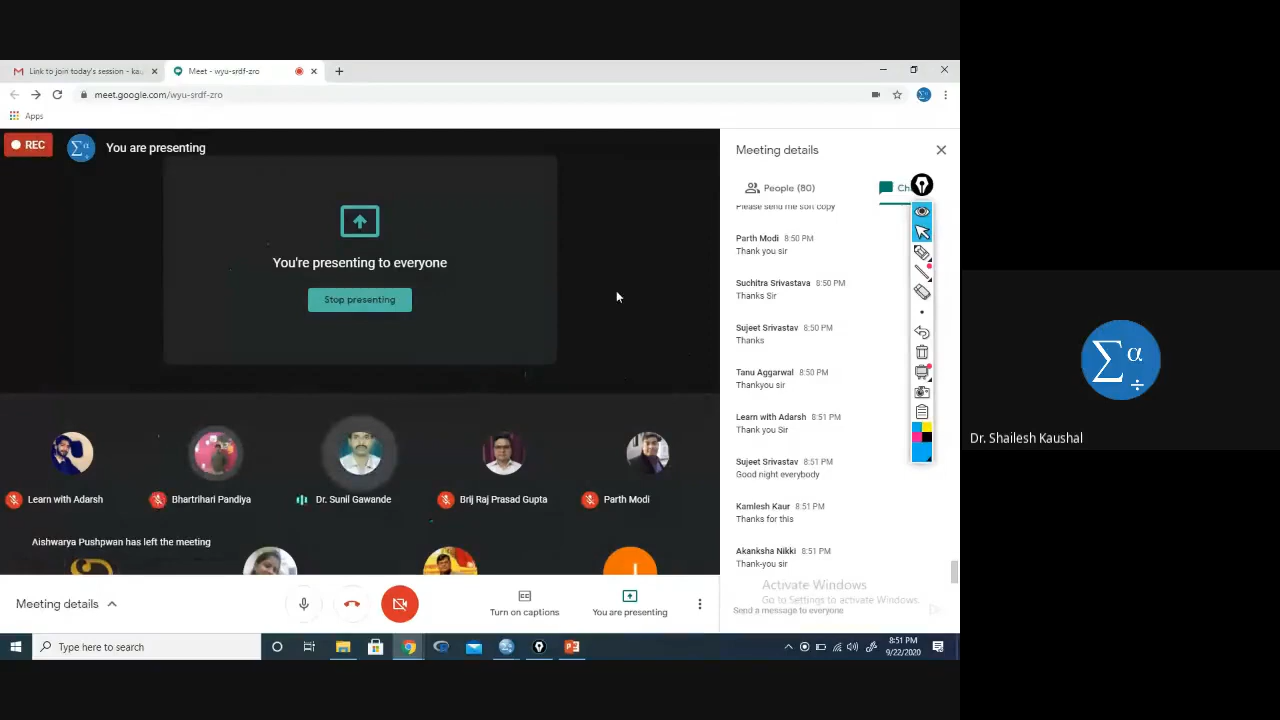 Link to join today's session - kau
Meet - wyu-srdf-zro
meet.google.com/wyu-srdf-zro
Apps
REC
Σα
÷
You are presenting
You're presenting to everyone
Stop presenting
Learn with Adarsh
Bhartrihari Pandiya
Dr. Sunil Gawande
Brij Raj Prasad Gupta
Parth Modi
Aishwarya Pushpwan has left the meeting
Meeting details
Turn on captions
You are presenting
Meeting details
People (80)
Ch
Please send me soft copy
Parth Modi 8:50 PM
Thank you sir
Suchitra Srivastava 8:50 PM
Thanks Sir
Sujeet Srivastav 8:50 PM
Thanks
Tanu Aggarwal 8:50 PM
Thankyou sir
Learn with Adarsh 8:51 PM
Thank you Sir
Sujeet Srivastav 8:51 PM
Good night everybody
Kamlesh Kaur 8:51 PM
Thanks for this
Akanksha Nikki 8:51 PM
Thank-you sir
Activate Windows
Go to Settings to activate Windows.
Send a message to everyone
Type here to search
8:51 PM
9/22/2020
Σα
÷
Dr. Shailesh Kaushal